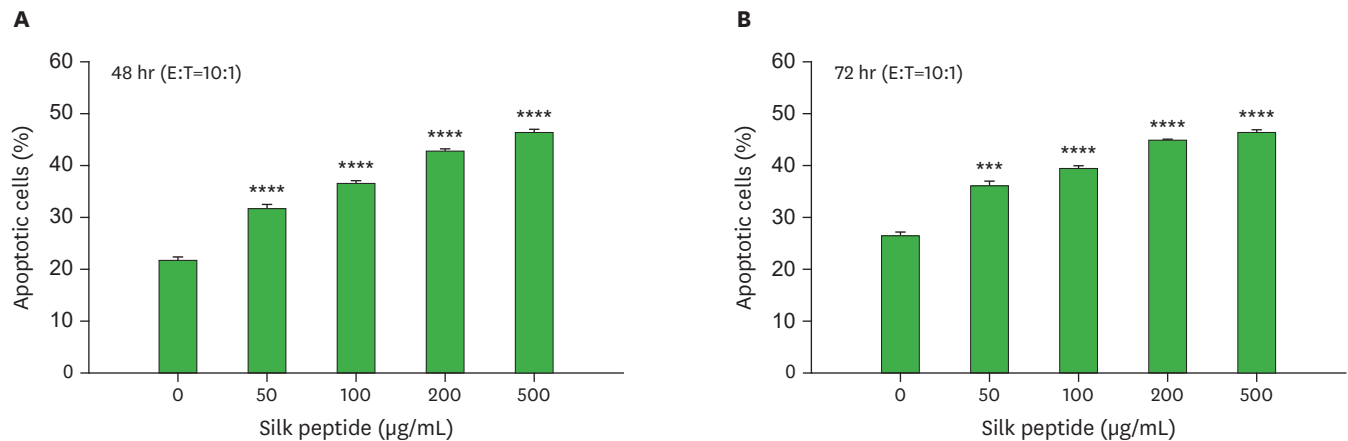 A
48 hr (E:T=10:1)
Apoptotic cells (%)
60
50
40
30
20
10
0
****
****
****
****
0 50 100 200 500
Silk peptide (µg/mL)
B
72 hr (E:T=10:1)
Apoptotic cells (%)
60
50
40
30
20
10
0
***
****
****
****
0 50 100 200 500
Silk peptide (µg/mL)